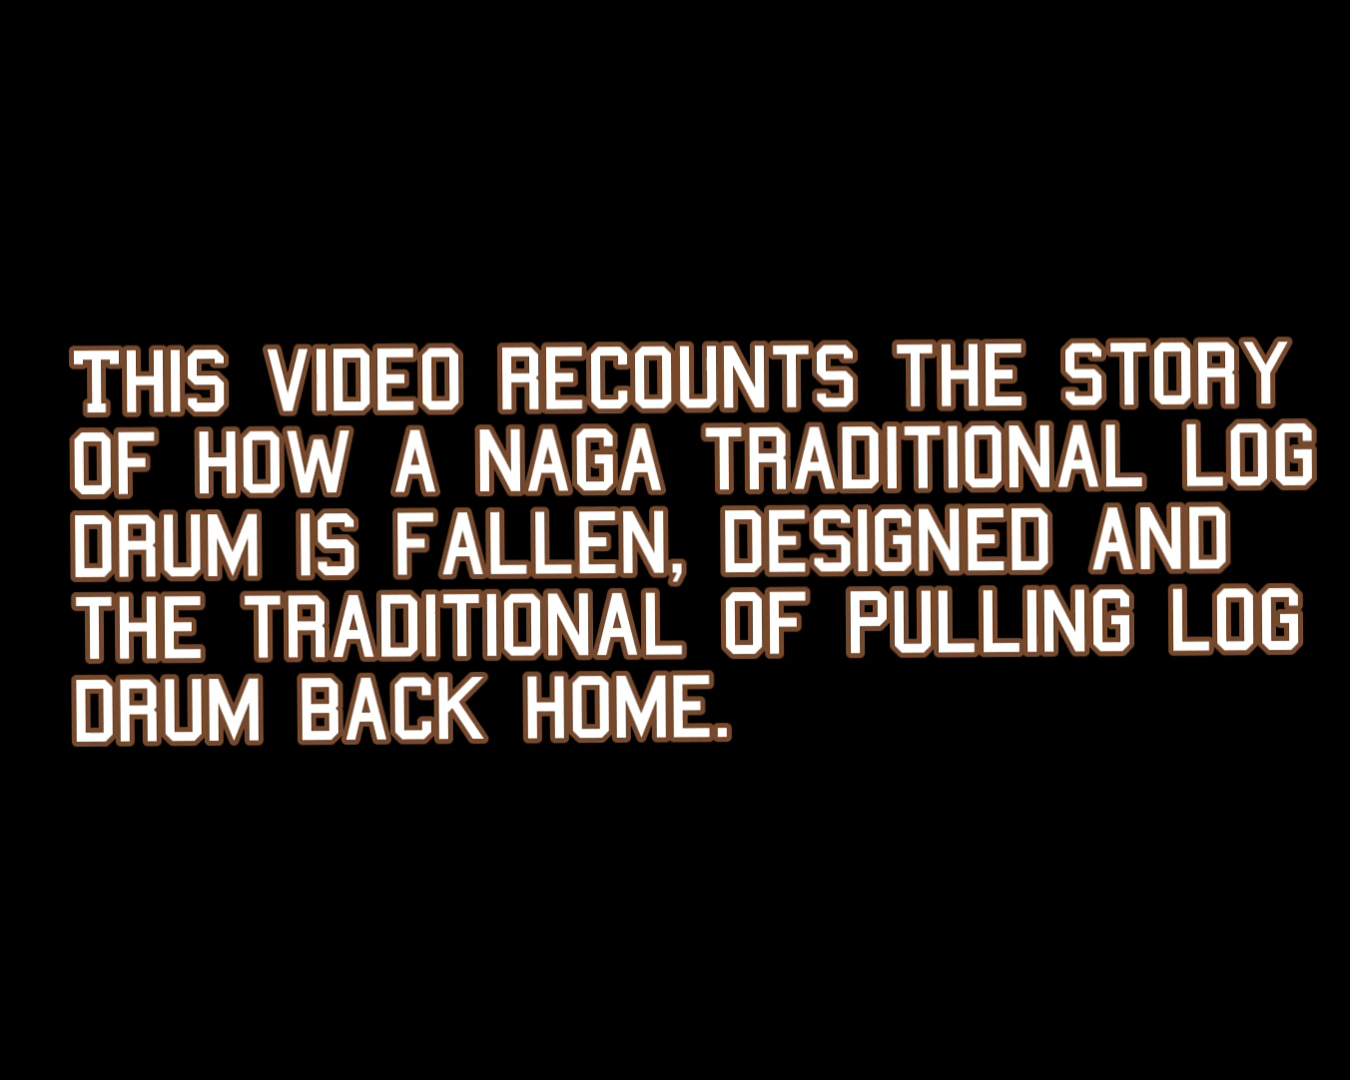 THIS VIDEO RECOUNTS THE STORY
OF HOW A NAGA TRADITIONAL LOG
DRUM IS FALLEN, DESIGNED AND
THE TRADITIONAL OF PULLING LOG
DRUM BACK HOME.